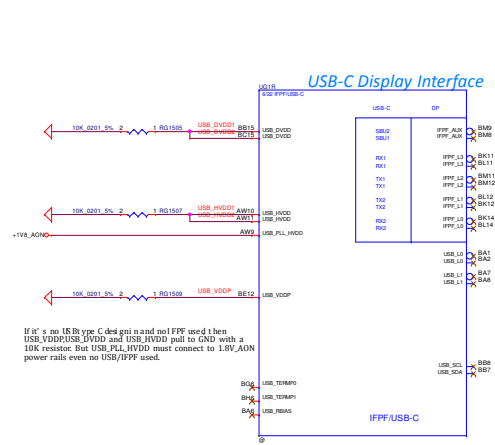 USB-C Display Interface
UG1R
6/22 IFPF/USB-C
USB-C DP
10K_0201_5% 2 1 RG1505 USB_DVDD1 BB15 USB_DVDD
USB_DVDD2 BC15 USB_DVDD
SBU2 IFPF_AUX BM9
SBU1 IFPF_AUX BM8
RX1 IFPF_L3 BK11
RX1 IFPF_L3 BL11
TX1 IFPF_L2 BM11
TX1 IFPF_L2 BM12
TX2 IFPF_L1 BL12
TX2 IFPF_L1 BK12
RX2 IFPF_L0 BK14
RX2 IFPF_L0 BL14
10K_0201_5% 2 1 RG1507 USB_HVDD1 AW10 USB_HVDD
USB_HVDD2 AW11 USB_HVDD
+1V8_AON AW9 USB_PLL_HVDD
USB_L0 BA1
USB_L0 BA2
USB_L1 BA7
USB_L1 BA8
10K_0201_5% 2 1 RG1509 USB_VDDP BE12 USB_VDDP
If it's no USB type C design in and no IFPF used then
USB_VDDP,USB_DVDD and USB_HVDD pull to GND with a
10K resistor. But USB_PLL_HVDD must connect to 1.8V_AON
power rails even no USB/IFPF used.
USB_SCL BB8
USB_SDA BB7
BG6 USB_TERMP0
BH6 USB_TERMP1
BA6 USB_RBIAS
IFPF/USB-C
@